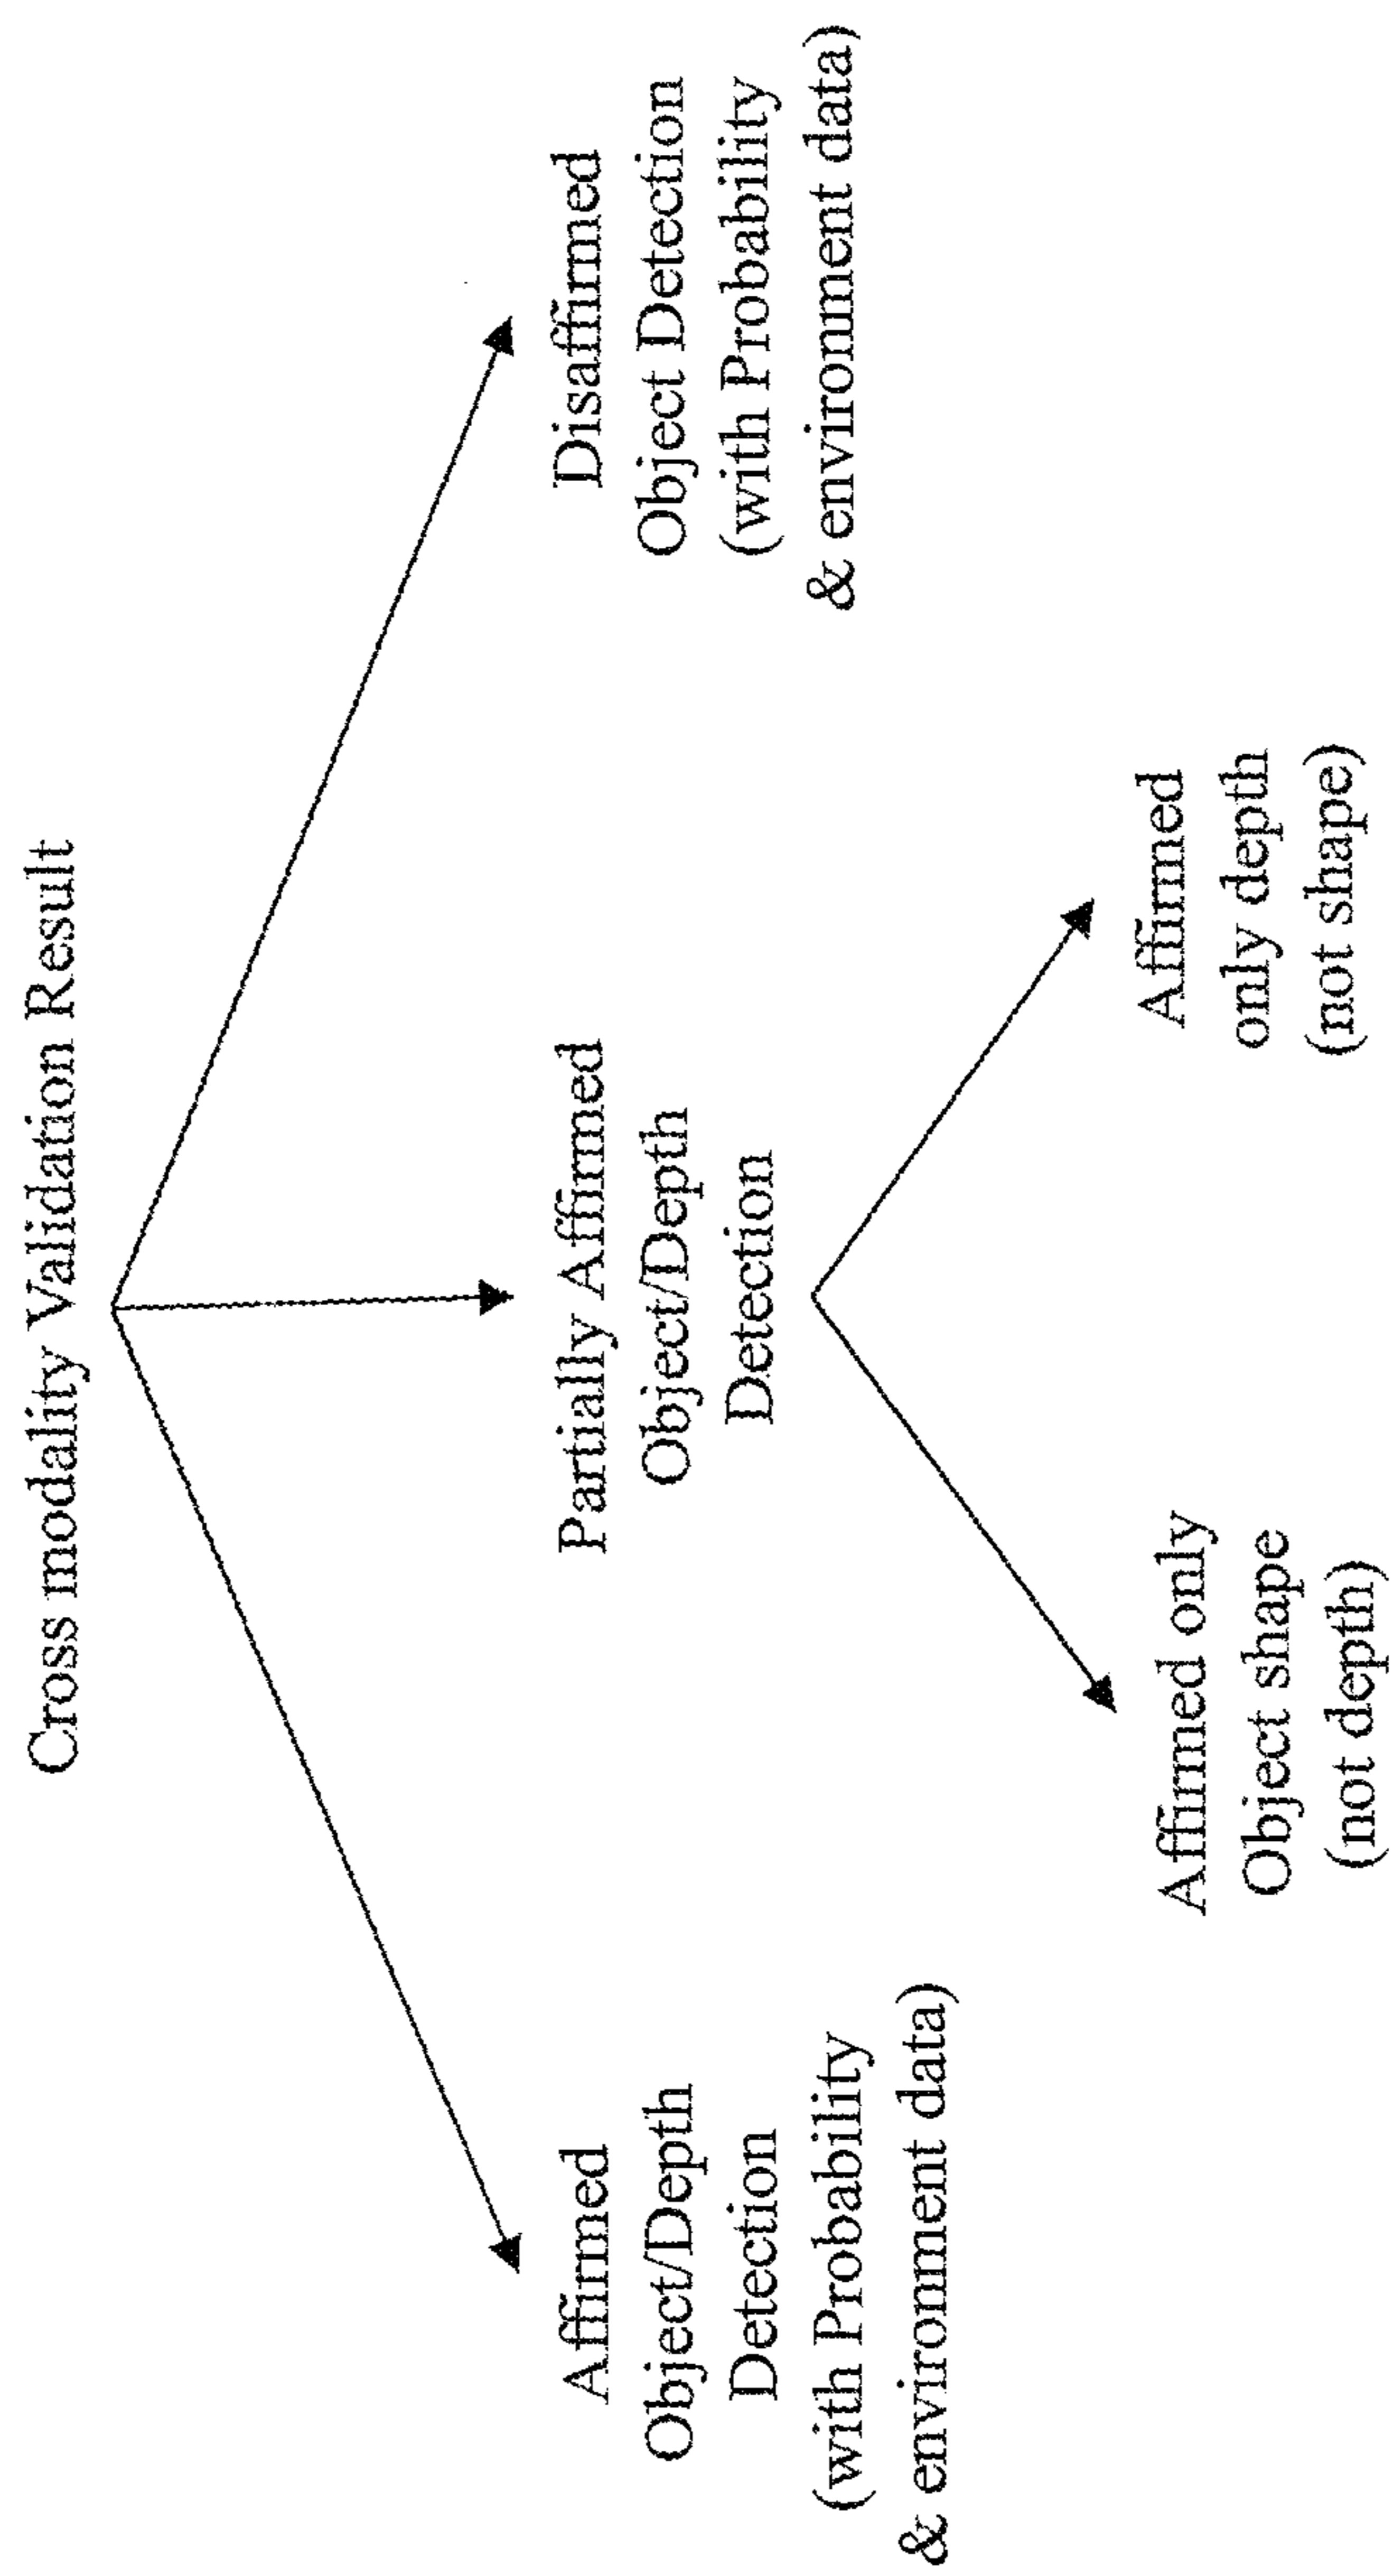 Cross modality Validation Result
Affirmed
Object/Depth
Detection
(with Probability
& environment data)
Partially Affirmed
Object/Depth
Detection
Disaffirmed
Object Detection
(with Probability
& environment data)
Affirmed only
Object shape
(not depth)
Affirmed
only depth
(not shape)